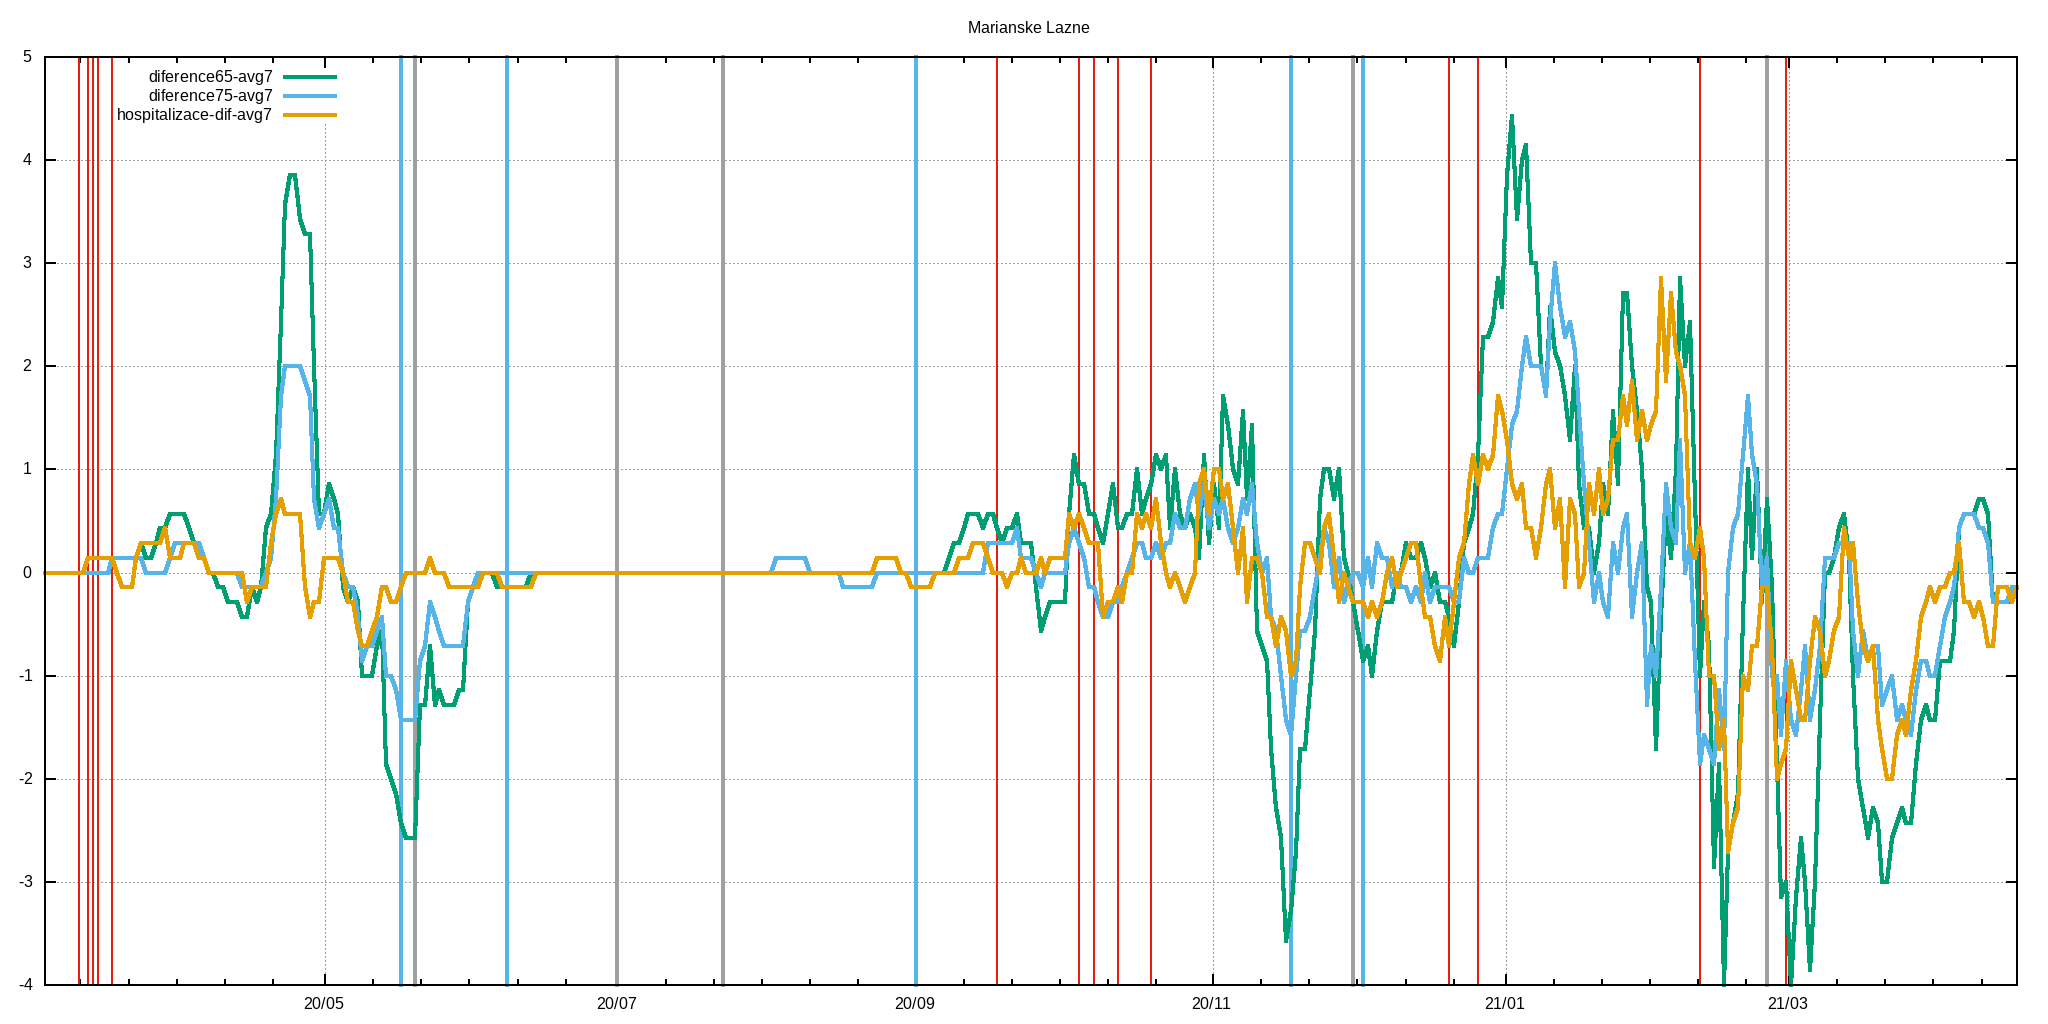 Marianske Lazne
5
diference65-avg7
diference75-avg7
hospitalizace-dif-avg7
4
3
2
1
0
-1
-2
-3
-4
20/05 20/07 20/09 20/11 21/01 21/03